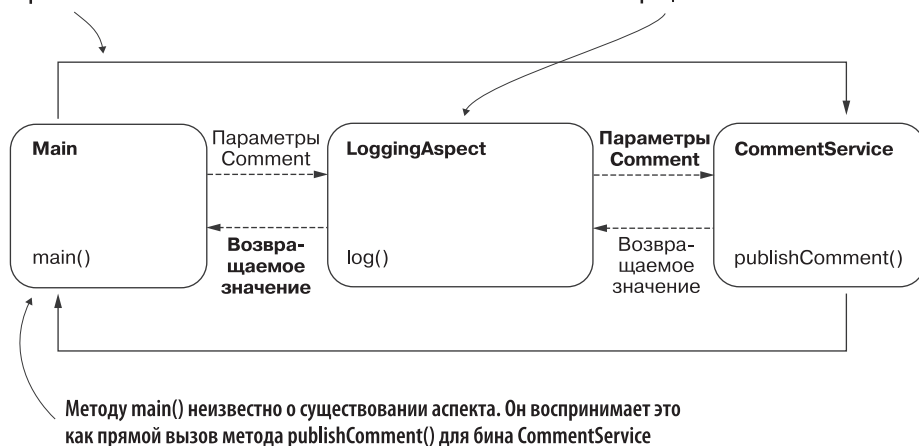 Main
main()
Параметры
Comment
Возвра-
щаемое
значение
LoggingAspect
log()
Параметры
Comment
Возвра-
щаемое
значение
CommentService
publishComment()
Методу main() неизвестно о существовании аспекта. Он воспринимает это
как прямой вызов метода publishComment() для бина CommentService